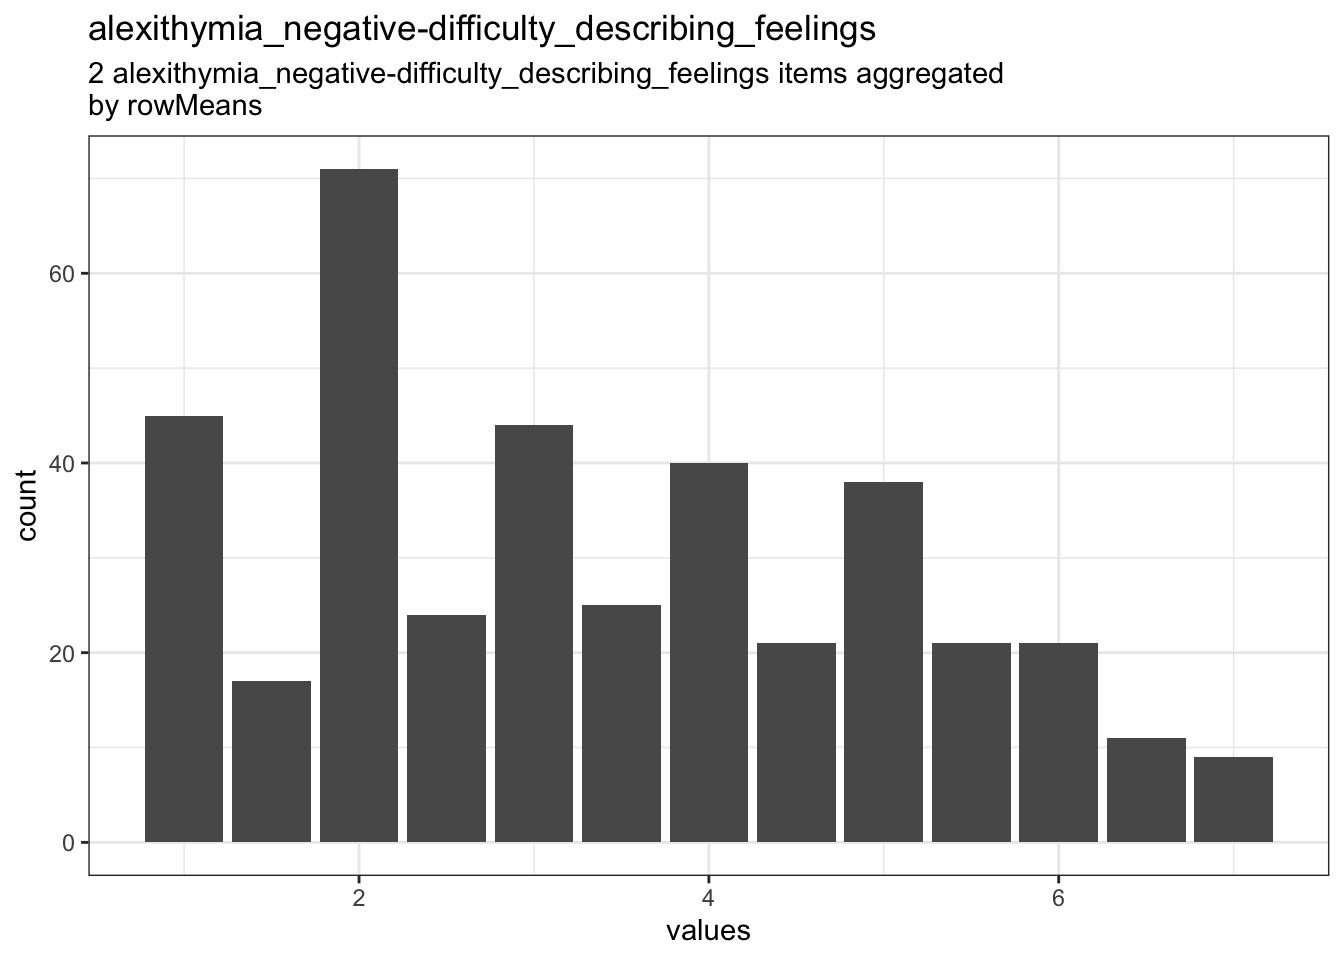 alexithymia_negative-difficulty_describing_feelings
2 alexithymia_negative-difficulty_describing_feelings items aggregated
by rowMeans
60
40
20
0
count
2 4 6
values